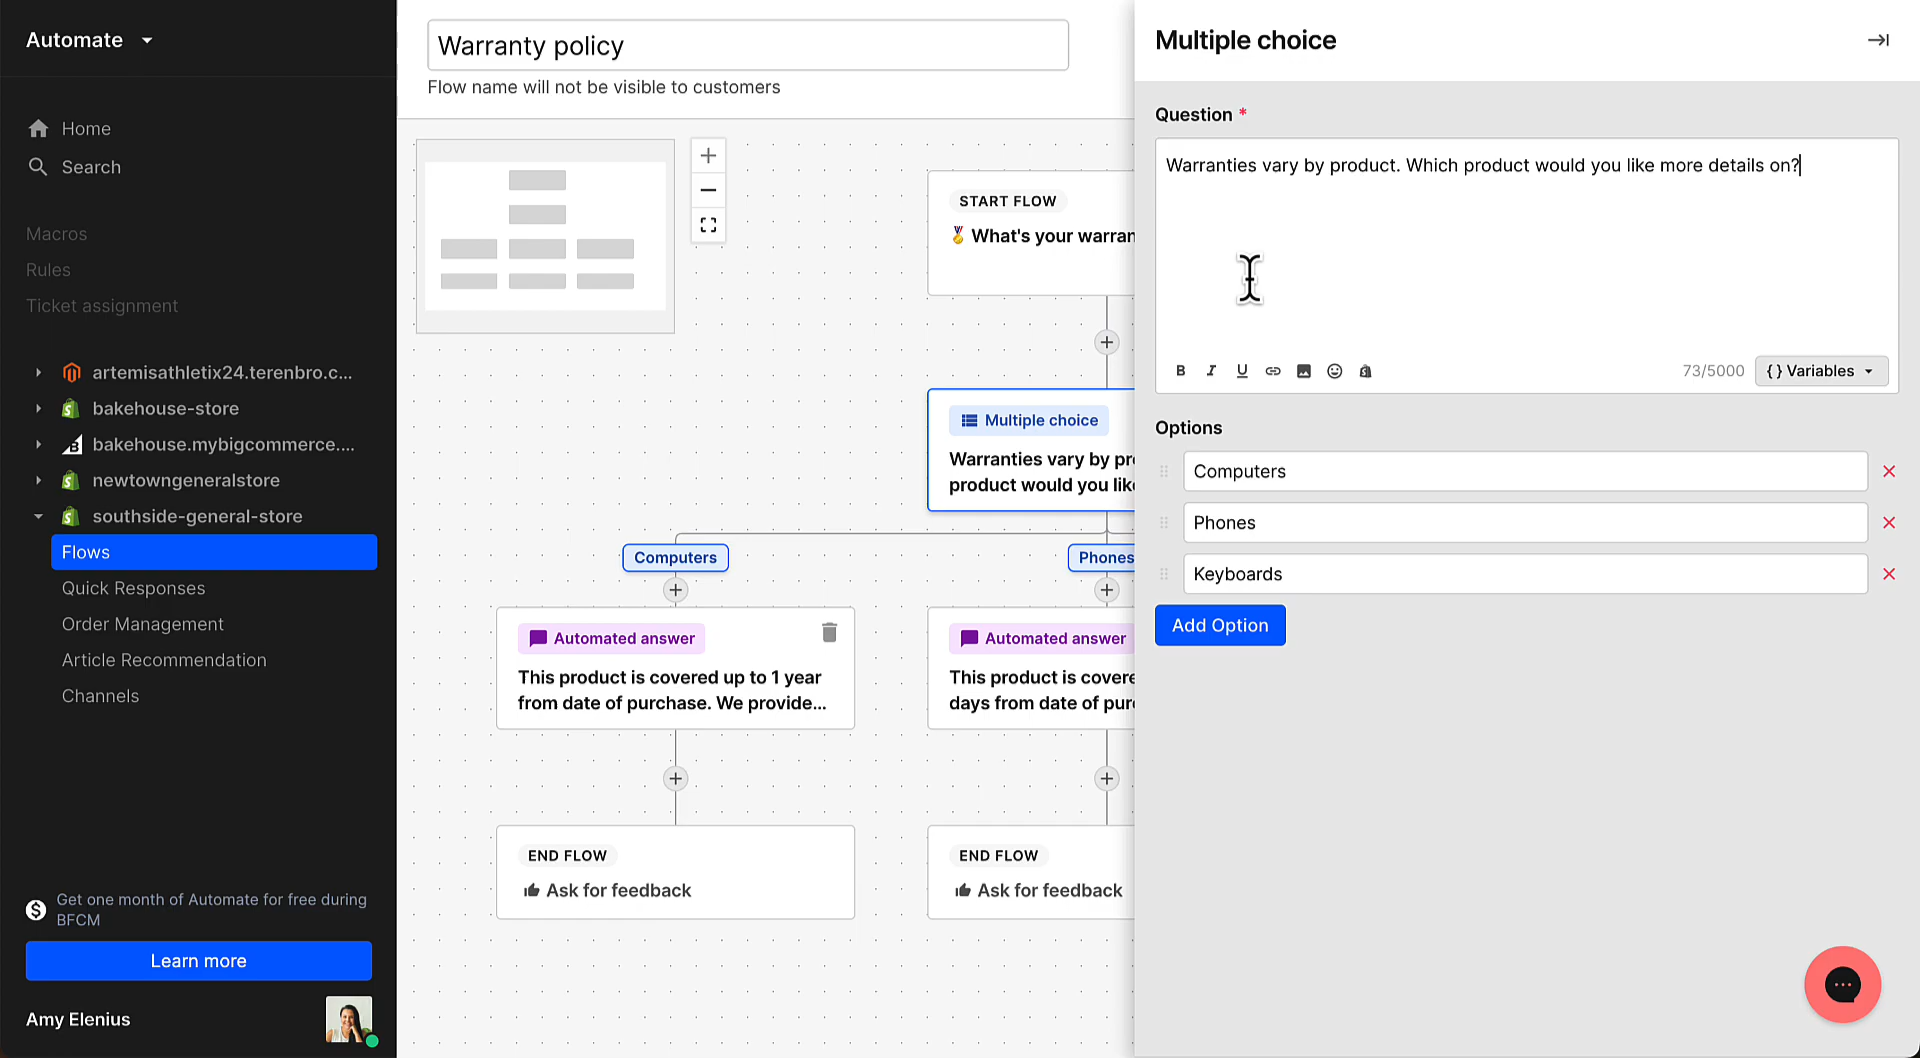 Automate
Home
Search
Macros
Rules
Ticket assignment
artemisathletix24.terenbro.c...
bakehouse-store
bakehouse.mybigcommerce....
newtowngeneralstore
southside-general-store
Flows
Quick Responses
Order Management
Article Recommendation
Channels
Get one month of Automate for free during
BFCM
Learn more
Amy Elenius
Warranty policy
Flow name will not be visible to customers
START FLOW
🏅 What's your warran
Multiple choice
Warranties vary by pr
product would you lik
Computers
Phones
Automated answer
This product is covered up to 1 year
from date of purchase. We provide...
Automated answer
This product is covere
days from date of pur
END FLOW
Ask for feedback
END FLOW
Ask for feedback
Multiple choice
Question *
Warranties vary by product. Which product would you like more details on?
B I U
73/5000
{ } Variables
Options
Computers
Phones
Keyboards
Add Option